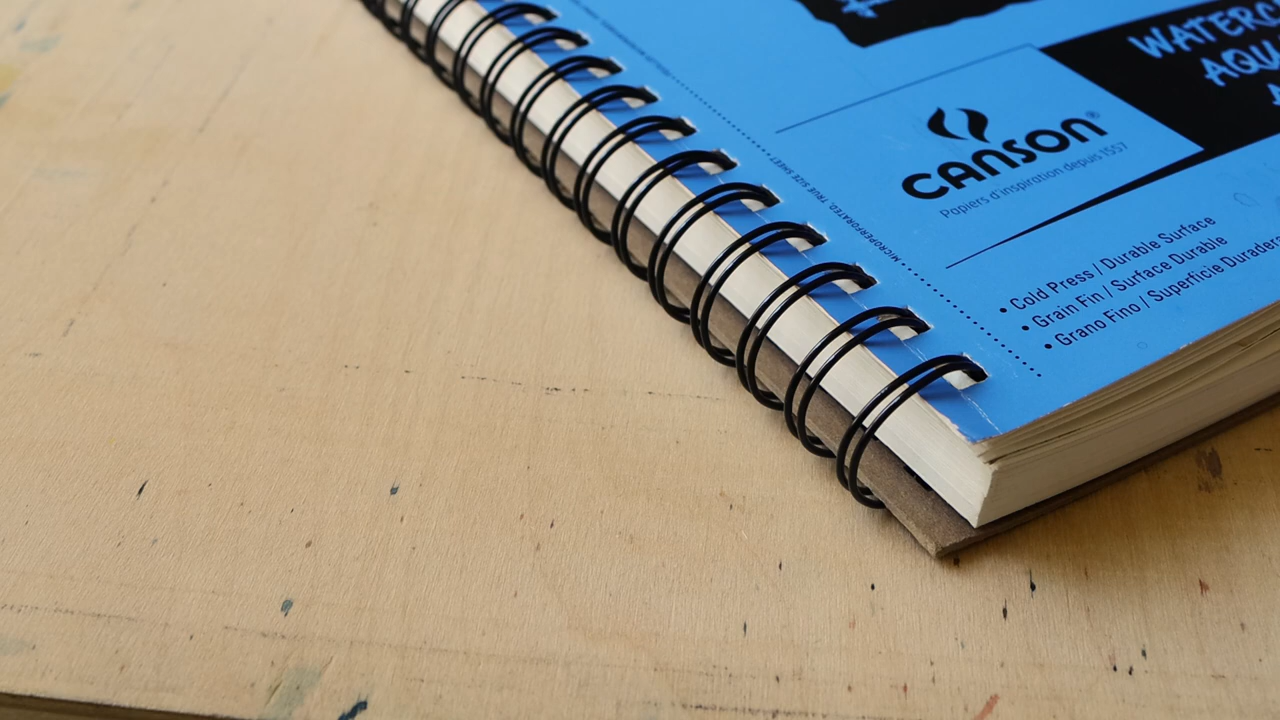 WATERC
AQU
CANSON®
Papiers d'inspiration depuis 1557
MICROPERFORATED, TRUE SIZE SHEET
• Cold Press / Durable Surface
• Grain Fin / Surface Durable
• Grano Fino / Superficie Durader